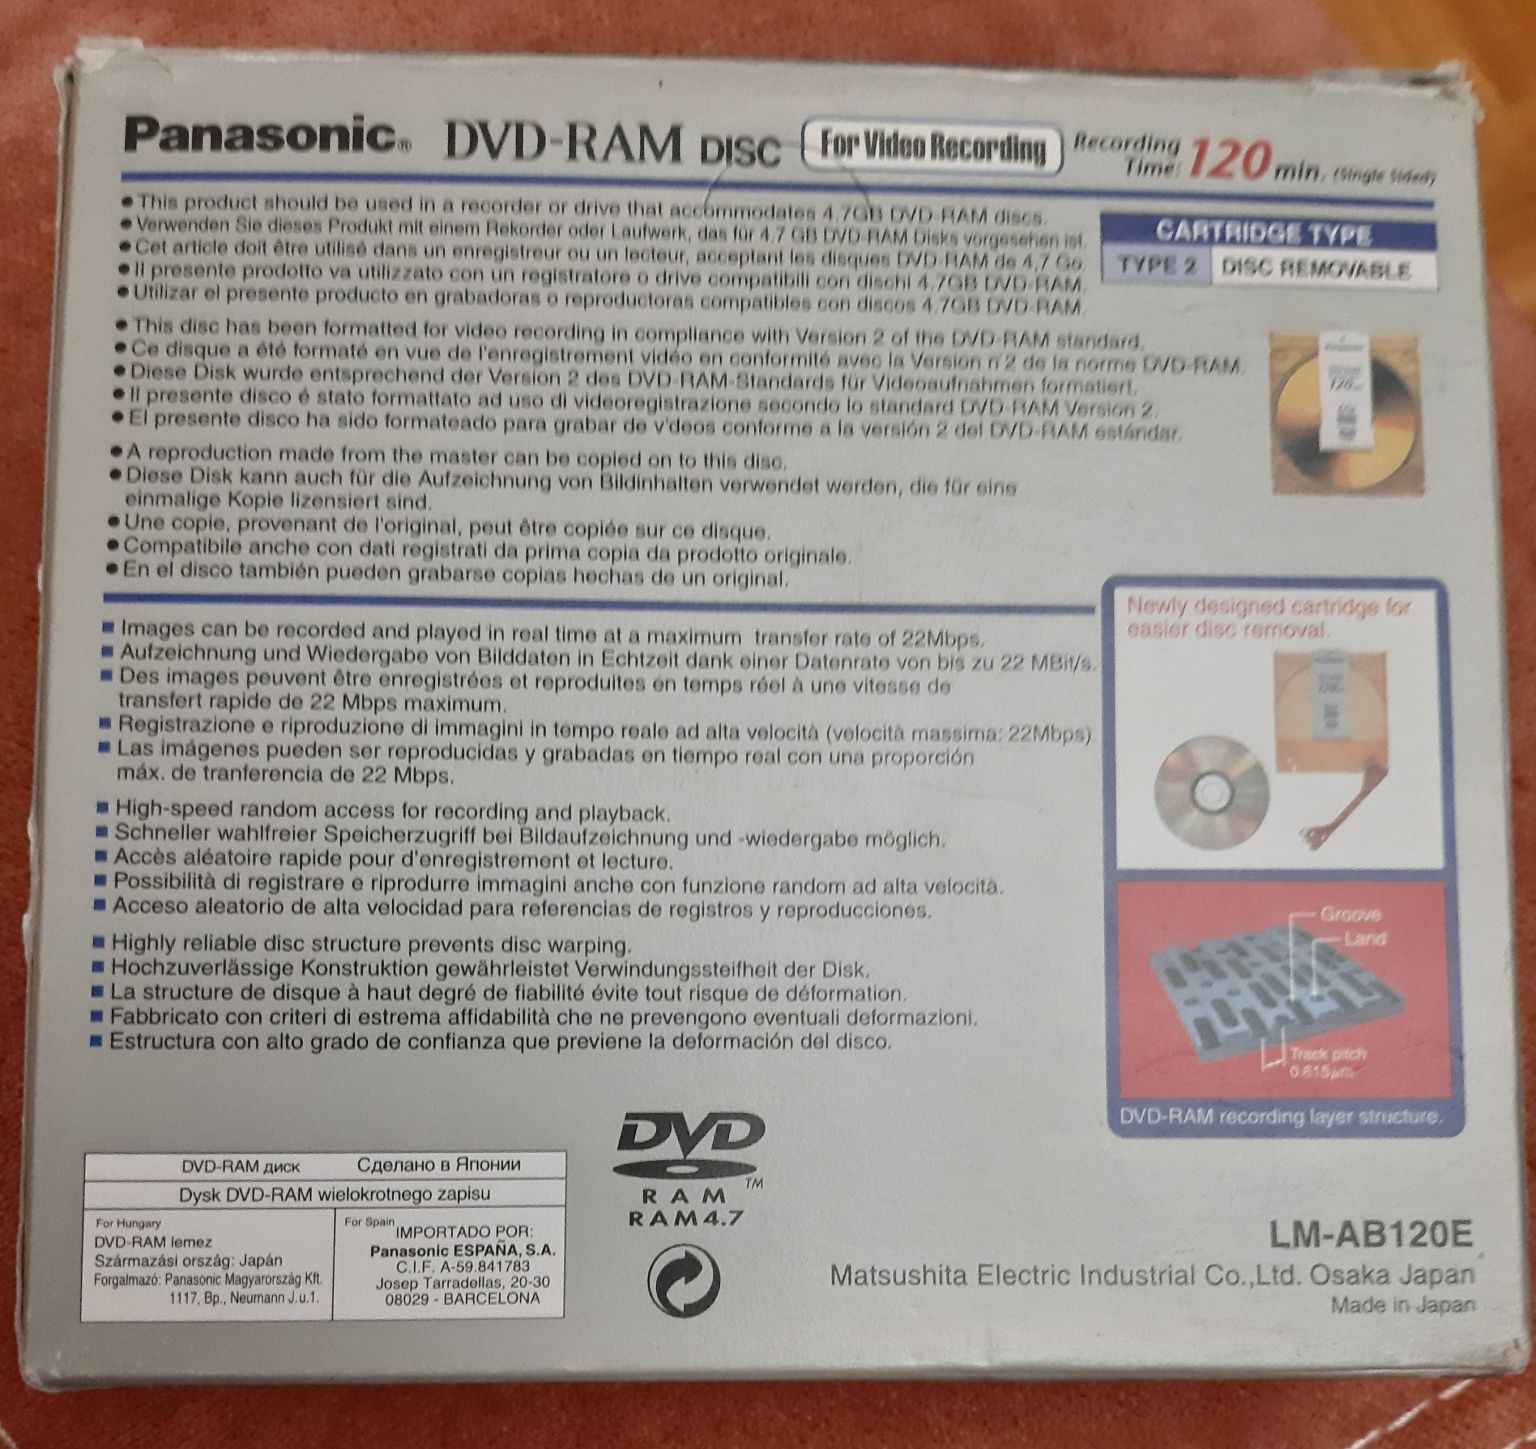 Panasonic® DVD-RAM DISC For Video Recording Recording Time: 120 min. (Single Sided)
● This product should be used in a recorder or drive that accommodates 4.7GB DVD-RAM discs.
● Verwenden Sie dieses Produkt mit einem Rekorder oder Laufwerk, das für 4.7 GB DVD-RAM Disks vorgesehen ist.
● Cet article doit être utilisé dans un enregistreur ou un lecteur, acceptant les disques DVD-RAM de 4,7 Go.
● Il presente prodotto va utilizzato con un registratore o drive compatibili con dischi 4.7GB DVD-RAM.
● Utilizar el presente producto en grabadoras o reproductoras compatibles con discos 4.7GB DVD-RAM.
CARTRIDGE TYPE
TYPE 2 DISC REMOVABLE
● This disc has been formatted for video recording in compliance with Version 2 of the DVD-RAM standard.
● Ce disque a été formaté en vue de l'enregistrement vidéo en conformité avec la Version n°2 de la norme DVD-RAM.
● Diese Disk wurde entsprechend der Version 2 des DVD-RAM-Standards für Videoaufnahmen formatiert.
● Il presente disco é stato formattato ad uso di videoregistrazione secondo lo standard DVD-RAM Version 2.
● El presente disco ha sido formateado para grabar de v'deos conforme a la versión 2 del DVD-RAM estándar.
Panasonic
120
● A reproduction made from the master can be copied on to this disc.
● Diese Disk kann auch für die Aufzeichnung von Bildinhalten verwendet werden, die für eine
einmalige Kopie lizensiert sind.
● Une copie, provenant de l'original, peut être copiée sur ce disque.
● Compatibile anche con dati registrati da prima copia da prodotto originale.
● En el disco también pueden grabarse copias hechas de un original.
■ Images can be recorded and played in real time at a maximum transfer rate of 22Mbps.
■ Aufzeichnung und Wiedergabe von Bilddaten in Echtzeit dank einer Datenrate von bis zu 22 MBit/s.
■ Des images peuvent être enregistrées et reproduites en temps réel à une vitesse de
transfert rapide de 22 Mbps maximum.
■ Registrazione e riproduzione di immagini in tempo reale ad alta velocità (velocità massima: 22Mbps)
■ Las imágenes pueden ser reproducidas y grabadas en tiempo real con una proporción
máx. de tranferencia de 22 Mbps.
■ High-speed random access for recording and playback.
■ Schneller wahlfreier Speicherzugriff bei Bildaufzeichnung und -wiedergabe möglich.
■ Accès aléatoire rapide pour d'enregistrement et lecture.
■ Possibilità di registrare e riprodurre immagini anche con funzione random ad alta velocità.
■ Acceso aleatorio de alta velocidad para referencias de registros y reproducciones.
■ Highly reliable disc structure prevents disc warping.
■ Hochzuverlässige Konstruktion gewährleistet Verwindungssteifheit der Disk.
■ La structure de disque à haut degré de fiabilité évite tout risque de déformation.
■ Fabbricato con criteri di estrema affidabilità che ne prevengono eventuali deformazioni.
■ Estructura con alto grado de confianza que previene la deformación del disco.
Newly designed cartridge for
easier disc removal.
Groove
Land
Track pitch
0.615μm
DVD-RAM recording layer structure.
DVD-RAM диск Сделано в Японии
Dysk DVD-RAM wielokrotnego zapisu
For Hungary
DVD-RAM lemez
Származási ország: Japán
Forgalmazó: Panasonic Magyarország Kft.
1117, Bp., Neumann J.u.1.
For Spain
IMPORTADO POR:
Panasonic ESPAÑA, S.A.
C.I.F. A-59.841783
Josep Tarradellas, 20-30
08029 - BARCELONA
DVD
TM
RAM
RAM4.7
LM-AB120E
Matsushita Electric Industrial Co.,Ltd. Osaka Japan
Made in Japan